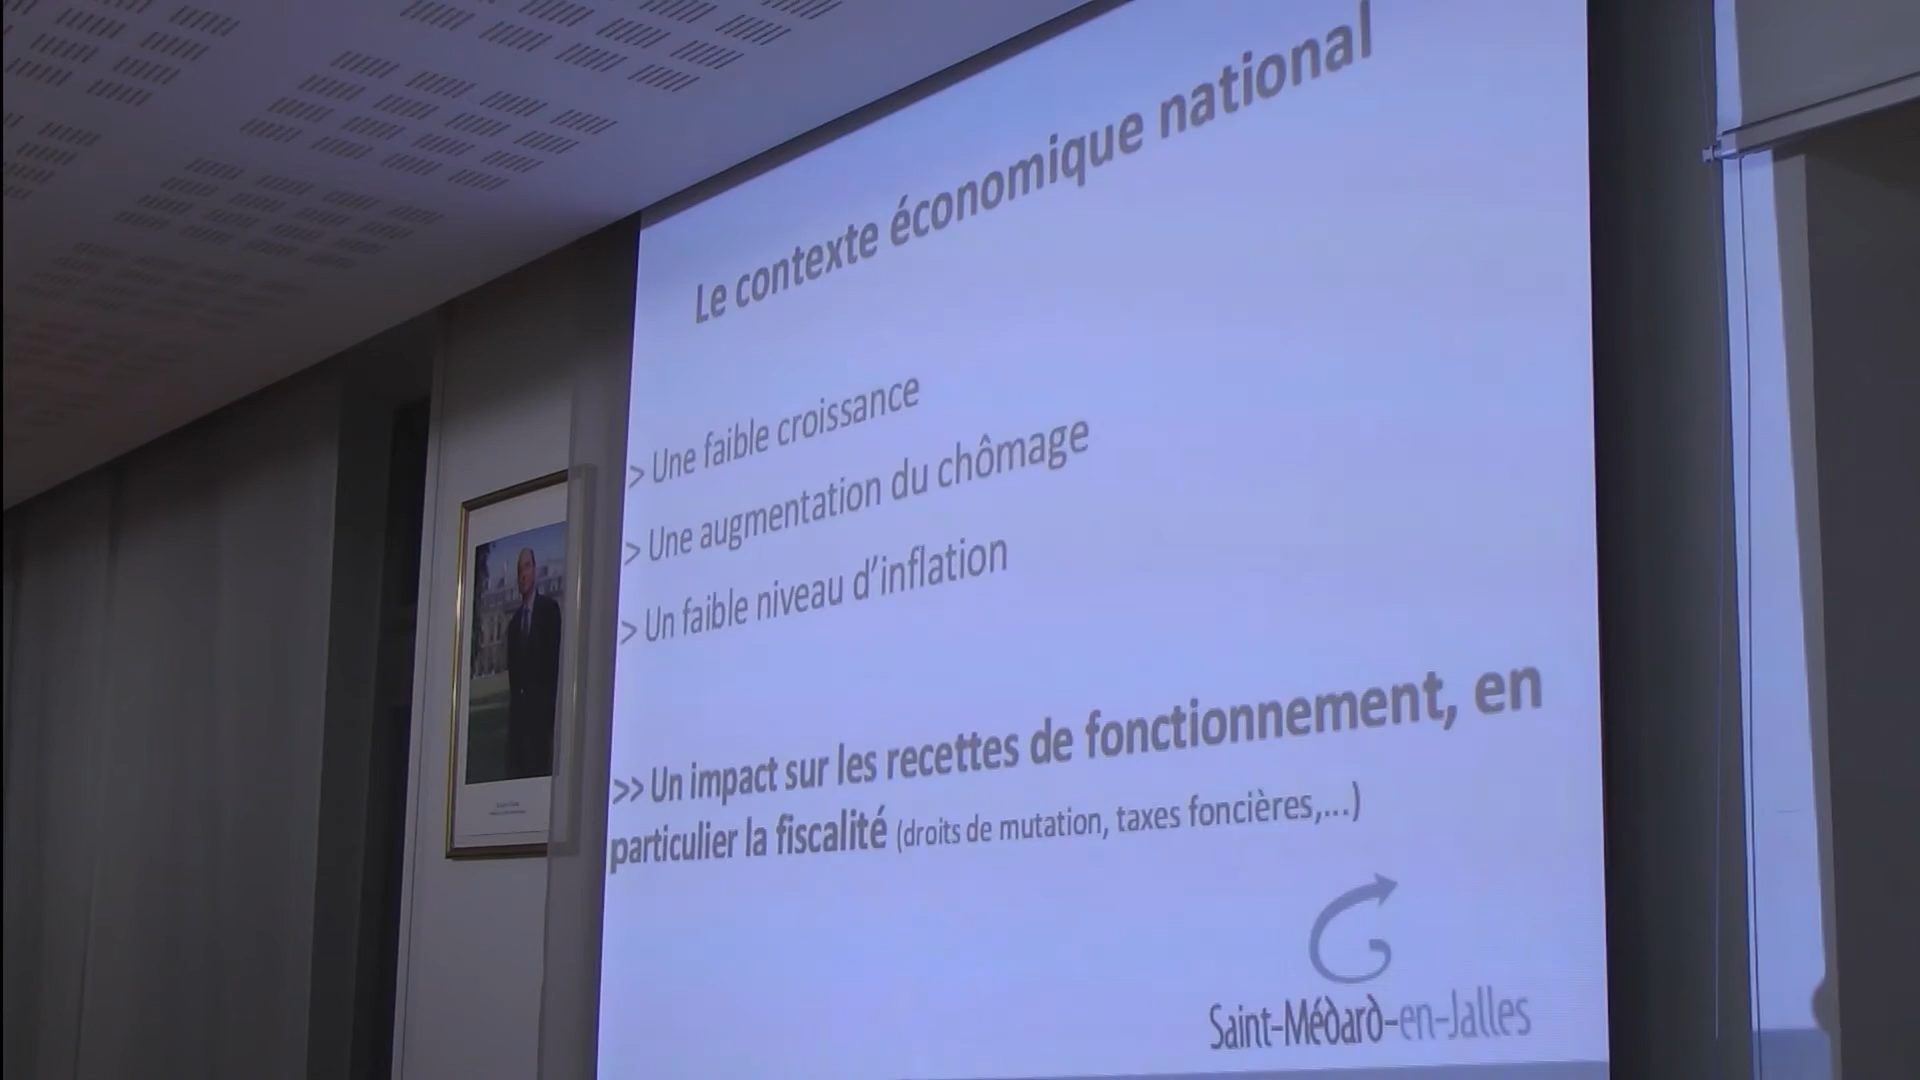 Le contexte économique national
> Une faible croissance
> Une augmentation du chômage
> Un faible niveau d'inflation
>> Un impact sur les recettes de fonctionnement, en
particulier la fiscalité (droits de mutation, taxes foncières,...)
Saint-Médard-en-Jalles